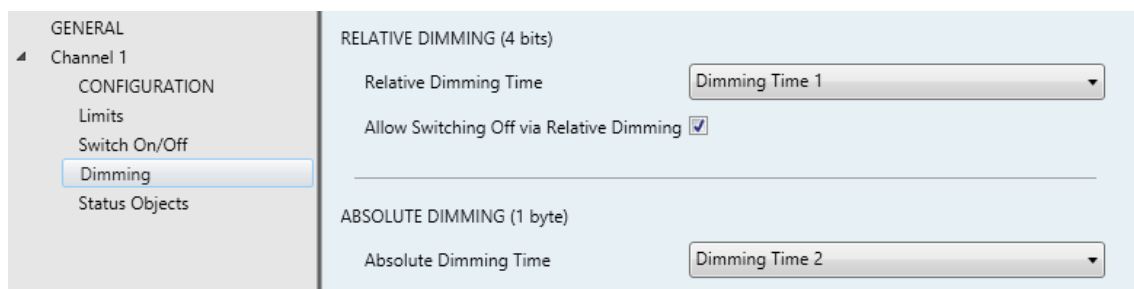 GENERAL
Channel 1
CONFIGURATION
Limits
Switch On/Off
Dimming
Status Objects
RELATIVE DIMMING (4 bits)
Relative Dimming Time Dimming Time 1
Allow Switching Off via Relative Dimming
ABSOLUTE DIMMING (1 byte)
Absolute Dimming Time Dimming Time 2